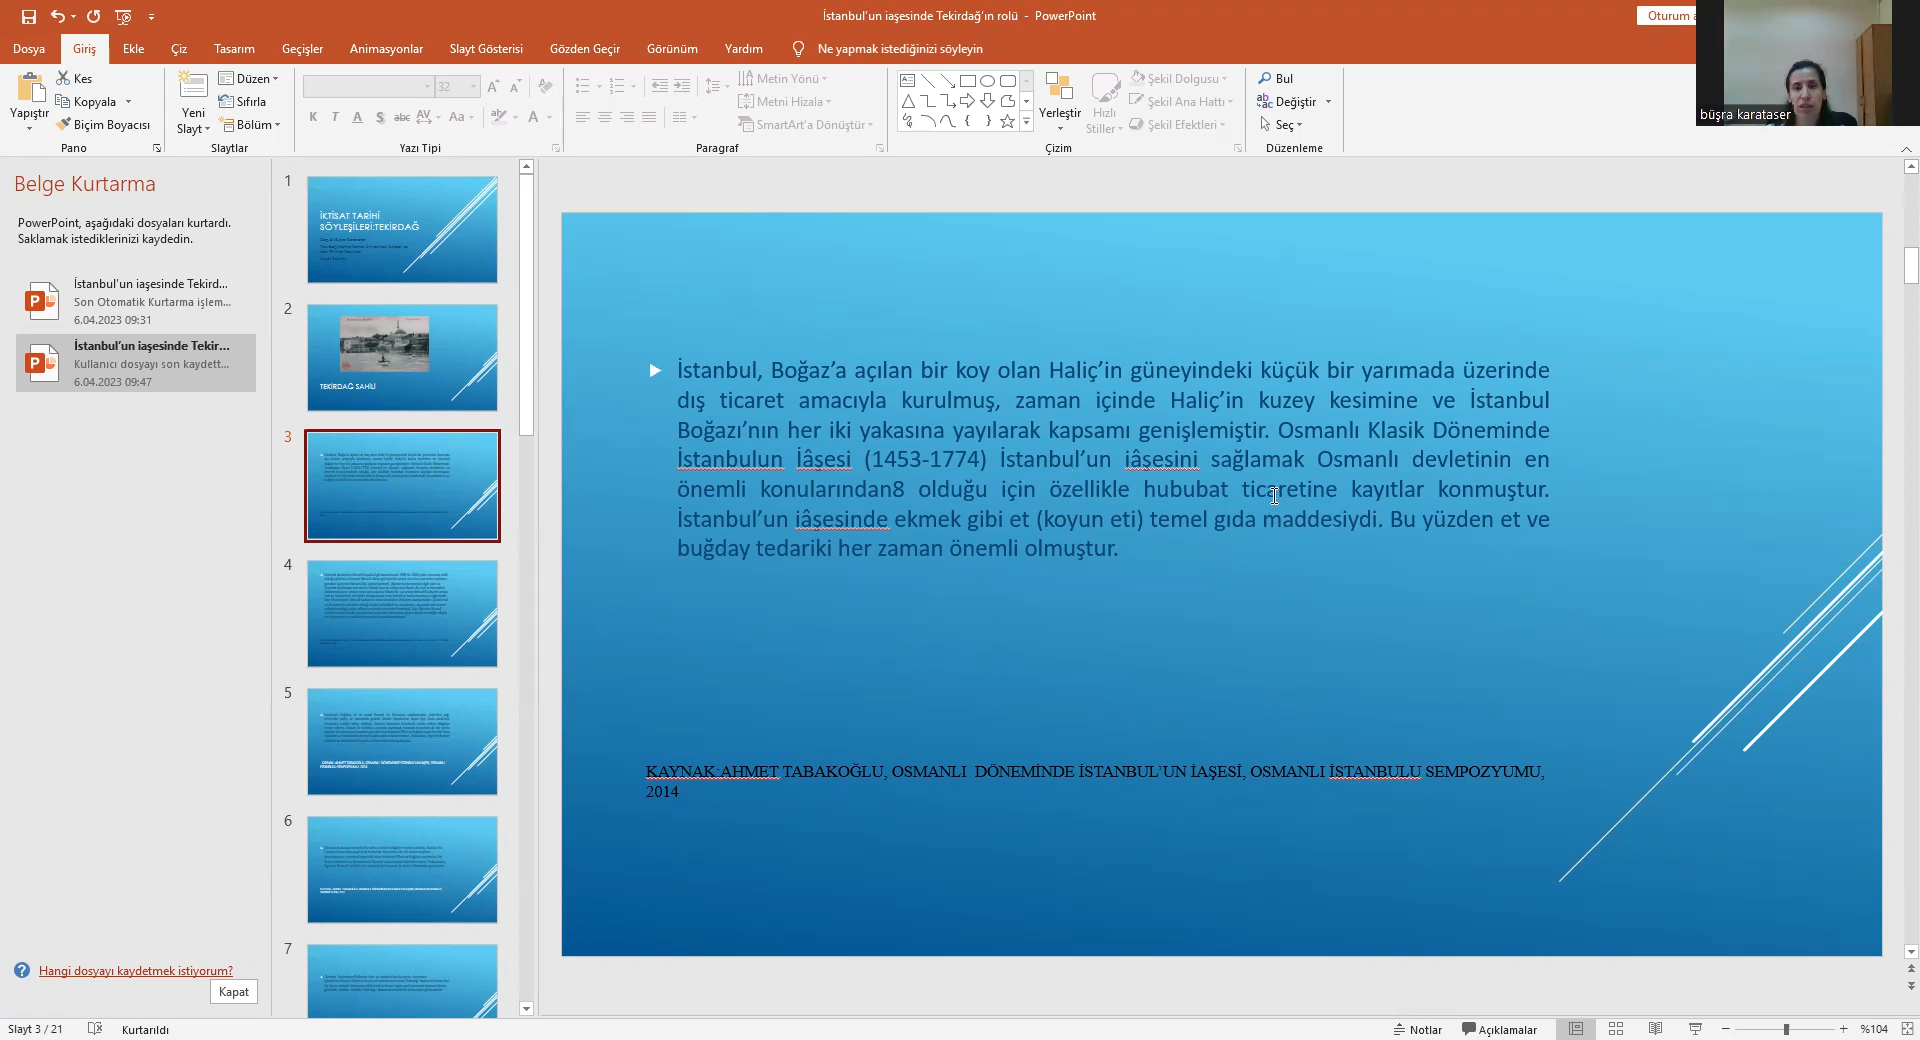 İstanbul’un iaşesinde Tekirdağ’ın rolü - PowerPoint
Oturum a
Dosya
Giriş
Ekle
Çiz
Tasarım
Geçişler
Animasyonlar
Slayt Gösterisi
Gözden Geçir
Görünüm
Yardım
Ne yapmak istediğinizi söyleyin
Yapıştır
Kes
Kopyala
Biçim Boyacısı
Pano
Yeni
Slayt
Düzen
Sıfırla
Bölüm
Slaytlar
32
K T A S abc AV Aa
Yazı Tipi
Metin Yönü
Metni Hizala
SmartArt'a Dönüştür
Paragraf
Yerleştir
Hızlı
Stiller
Şekil Dolgusu
Şekil Ana Hattı
Şekil Efektleri
Çizim
Bul
Değiştir
Seç
Düzenleme
büşra karataser
Belge Kurtarma
PowerPoint, aşağıdaki dosyaları kurtardı.
Saklamak istediklerinizi kaydedin.
İstanbul’un iaşesinde Tekird...
Son Otomatik Kurtarma işlem...
6.04.2023 09:31
İstanbul’un iaşesinde Tekir...
Kullanıcı dosyayı son kaydett...
6.04.2023 09:47
Hangi dosyayı kaydetmek istiyorum?
Kapat
1
İKTİSAT TARİHİ
SÖYLEŞİLERİ:TEKİRDAĞ
2
TEKİRDAĞ SAHİLİ
3
4
5
6
7
İstanbul, Boğaz’a açılan bir koy olan Haliç’in güneyindeki küçük bir yarımada üzerinde
dış ticaret amacıyla kurulmuş, zaman içinde Haliç’in kuzey kesimine ve İstanbul
Boğazı’nın her iki yakasına yayılarak kapsamı genişlemiştir. Osmanlı Klasik Döneminde
İstanbulun İâşesi (1453-1774) İstanbul’un iâşesini sağlamak Osmanlı devletinin en
önemli konularından8 olduğu için özellikle hububat ticaretine kayıtlar konmuştur.
İstanbul’un iâşesinde ekmek gibi et (koyun eti) temel gıda maddesiydi. Bu yüzden et ve
buğday tedariki her zaman önemli olmuştur.
KAYNAK:AHMET TABAKOĞLU, OSMANLI DÖNEMİNDE İSTANBUL’UN İAŞESİ, OSMANLI İSTANBULU SEMPOZYUMU,
2014
Slayt 3 / 21
Kurtarıldı
Notlar
Açıklamalar
%104